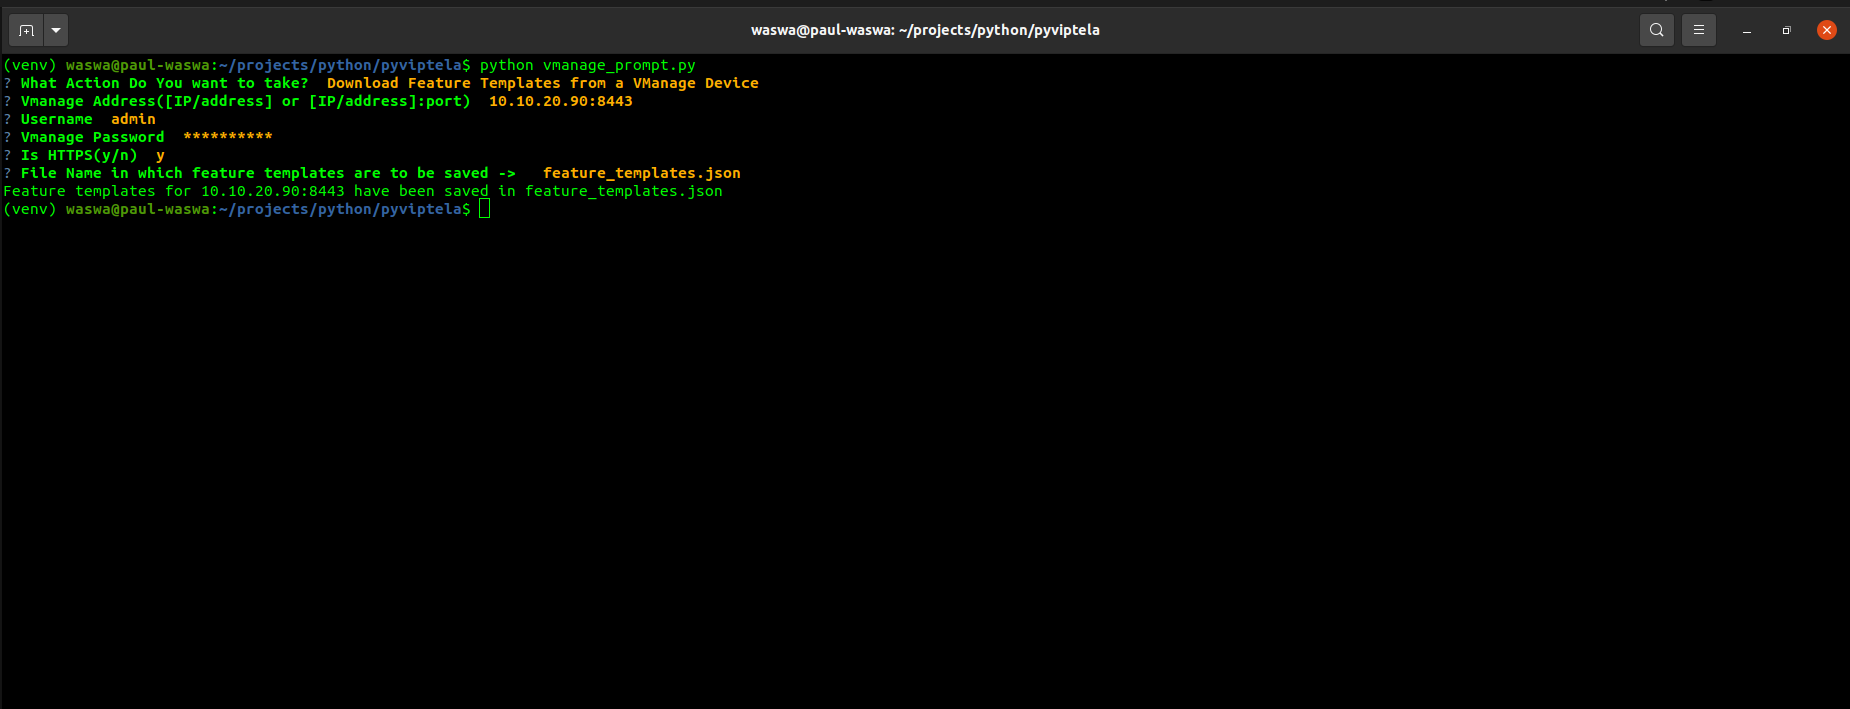 waswa@paul-waswa: ~/projects/python/pyviptela
(venv) waswa@paul-waswa:~/projects/python/pyviptela$ python vmanage_prompt.py
? What Action Do You want to take?  Download Feature Templates from a VManage Device
? Vmanage Address([IP/address] or [IP/address]:port)  10.10.20.90:8443
? Username  admin
? Vmanage Password  **********
? Is HTTPS(y/n)  y
? File Name in which feature templates are to be saved ->   feature_templates.json
Feature templates for 10.10.20.90:8443 have been saved in feature_templates.json
(venv) waswa@paul-waswa:~/projects/python/pyviptela$